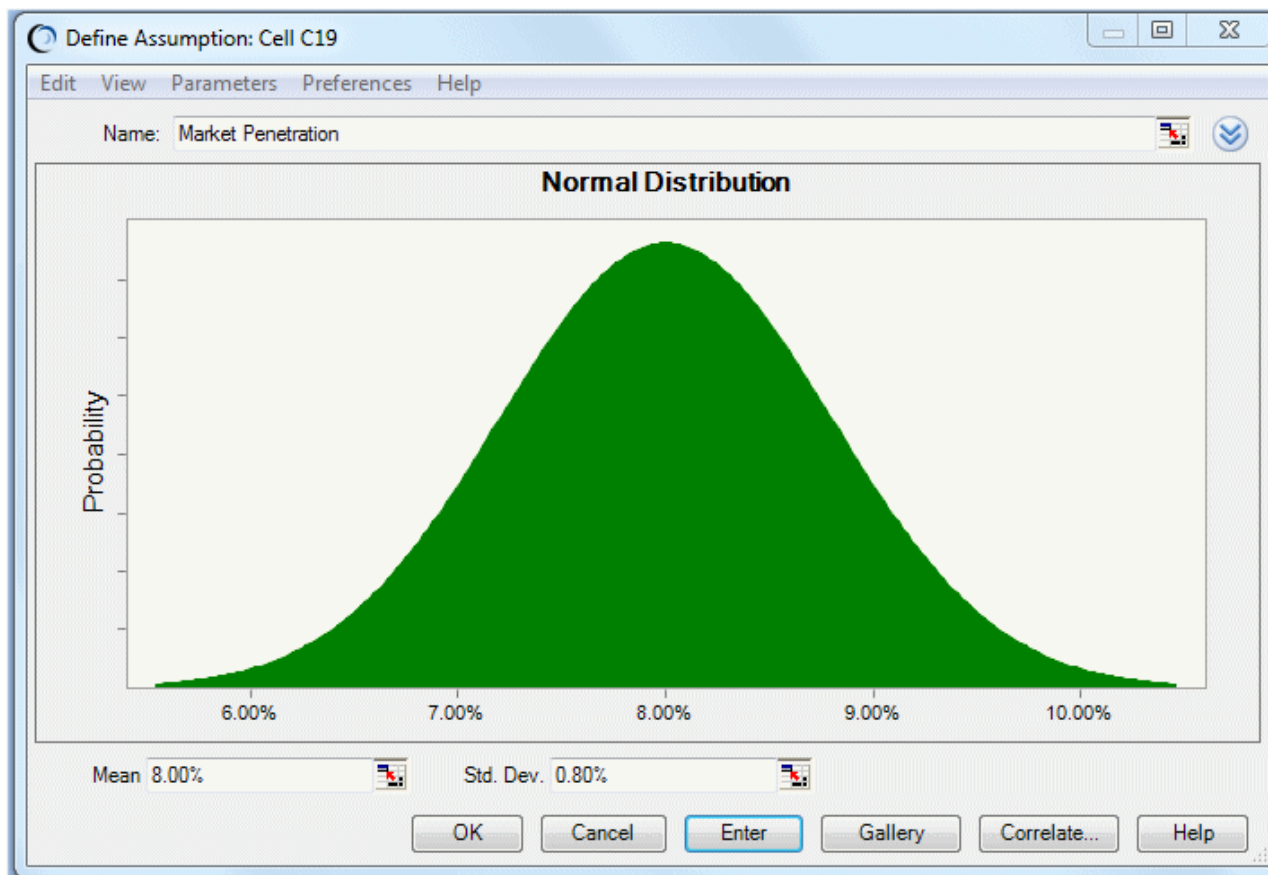 Define Assumption: Cell C19
Edit View Parameters Preferences Help
Name: Market Penetration
Normal Distribution
Probability
6.00% 7.00% 8.00% 9.00% 10.00%
Mean 8.00% Std. Dev. 0.80%
OK Cancel Enter Gallery Correlate... Help